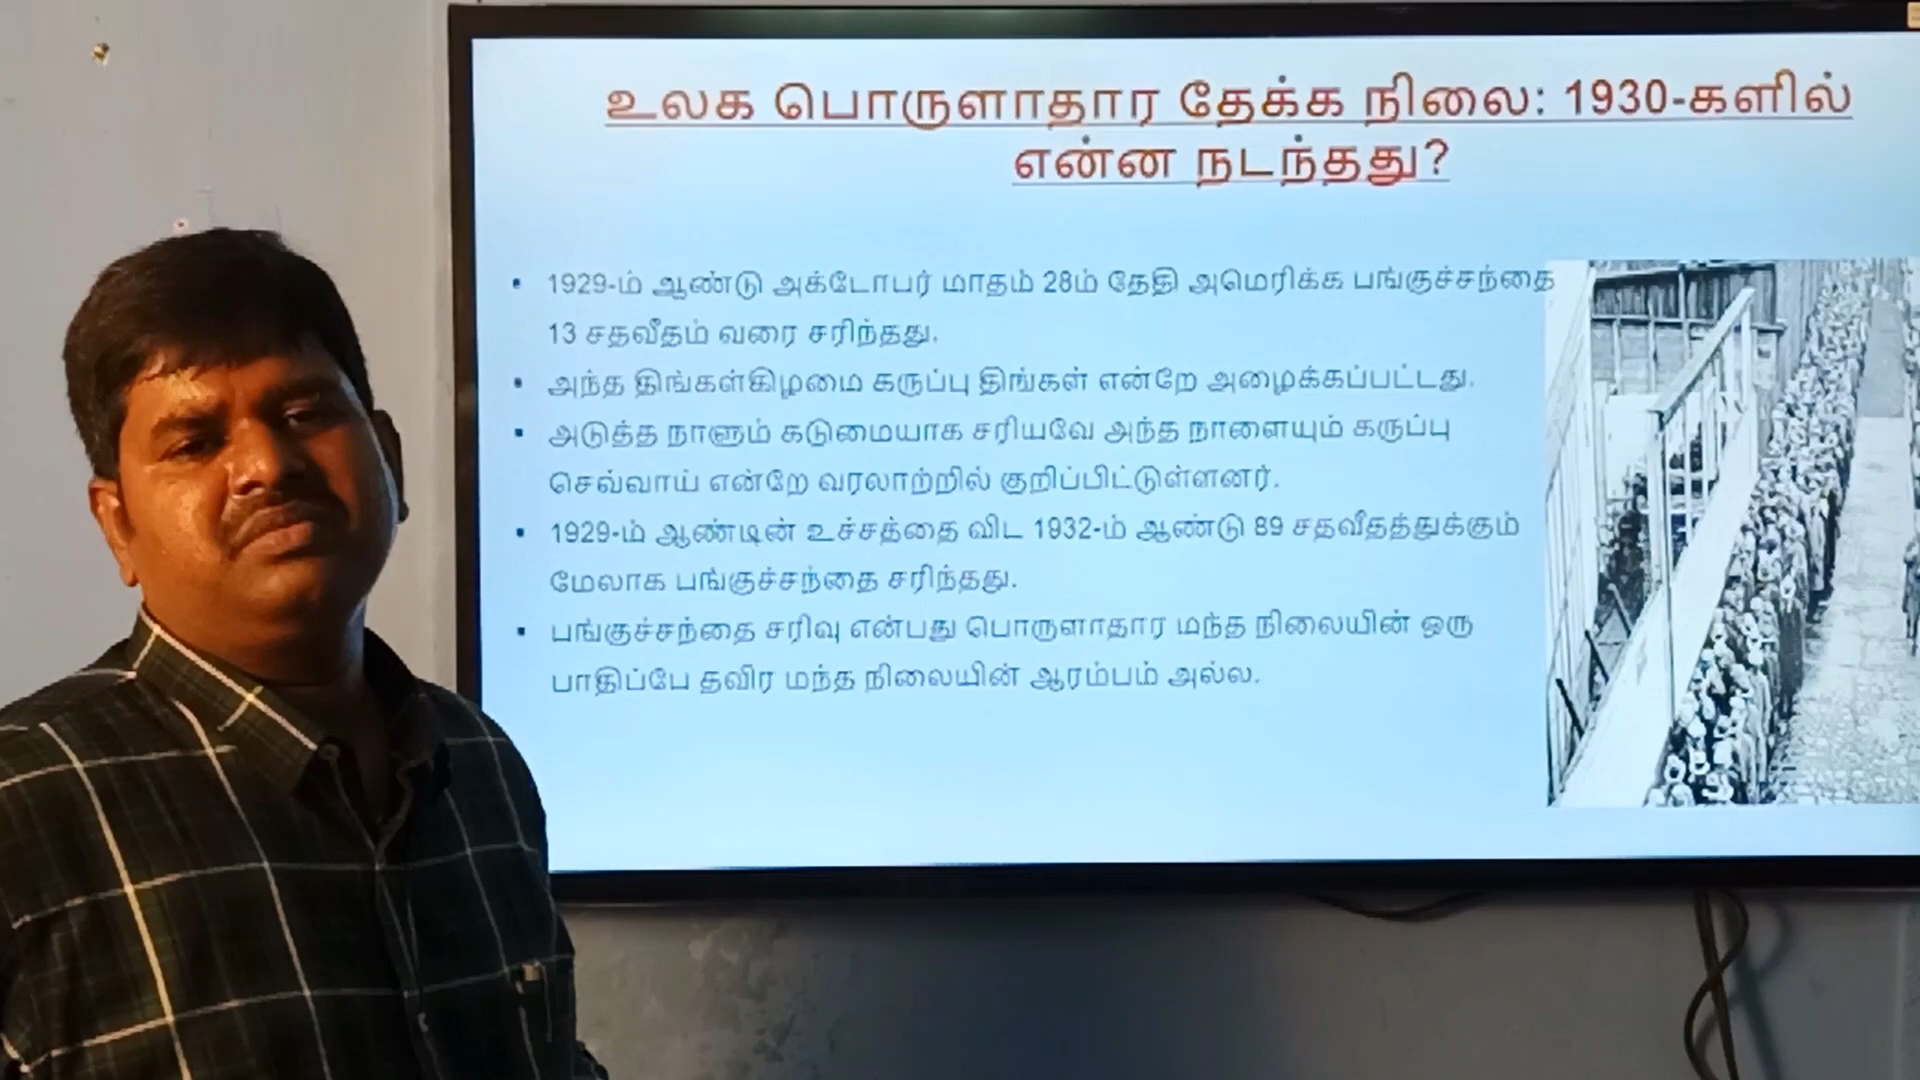 உலக பொருளாதார தேக்க நிலை: 1930-களில்
என்ன நடந்தது?
1929-ம் ஆண்டு அக்டோபர் மாதம் 28ம் தேதி அமெரிக்க பங்குச்சந்தை
13 சதவீதம் வரை சரிந்தது.
அந்த திங்கள்கிழமை கருப்பு திங்கள் என்றே அழைக்கப்பட்டது.
அடுத்த நாளும் கடுமையாக சரியவே அந்த நாளையும் கருப்பு
செவ்வாய் என்றே வரலாற்றில் குறிப்பிட்டுள்ளனர்.
1929-ம் ஆண்டின் உச்சத்தை விட 1932-ம் ஆண்டு 89 சதவீதத்துக்கும்
மேலாக பங்குச்சந்தை சரிந்தது.
பங்குச்சந்தை சரிவு என்பது பொருளாதார மந்த நிலையின் ஒரு
பாதிப்பே தவிர மந்த நிலையின் ஆரம்பம் அல்ல.